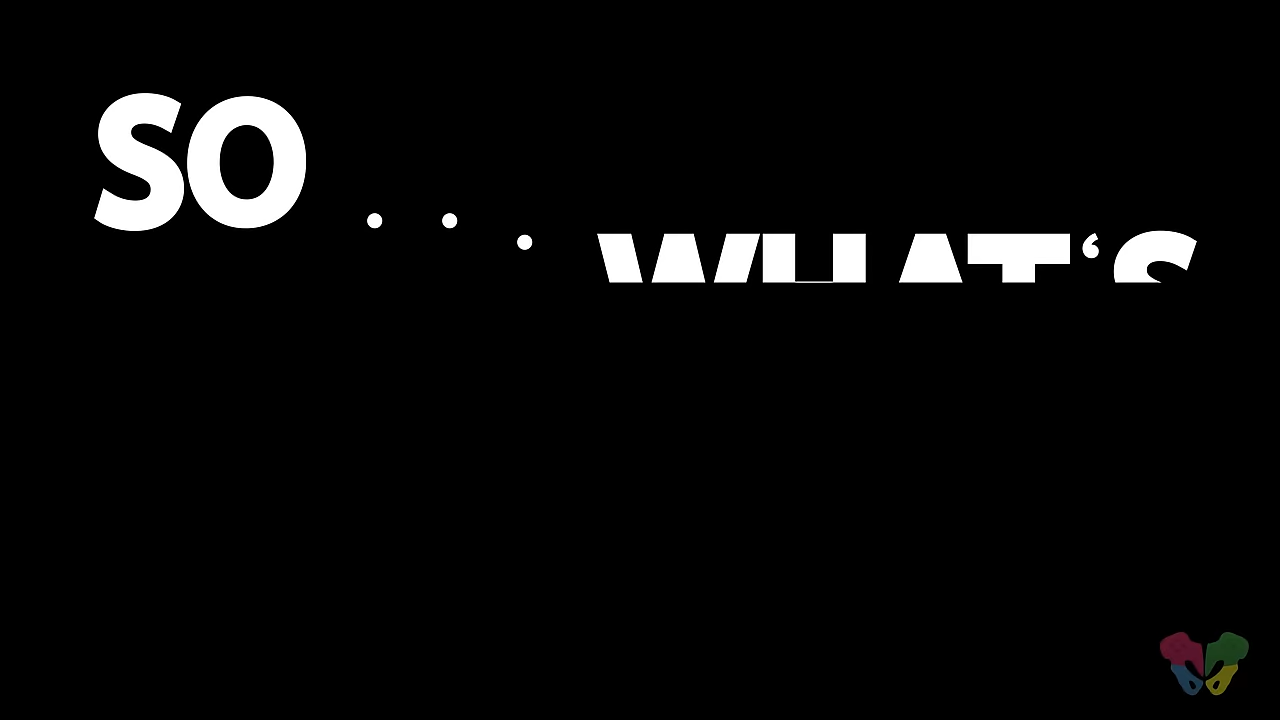 SO . . . WHAT‘S